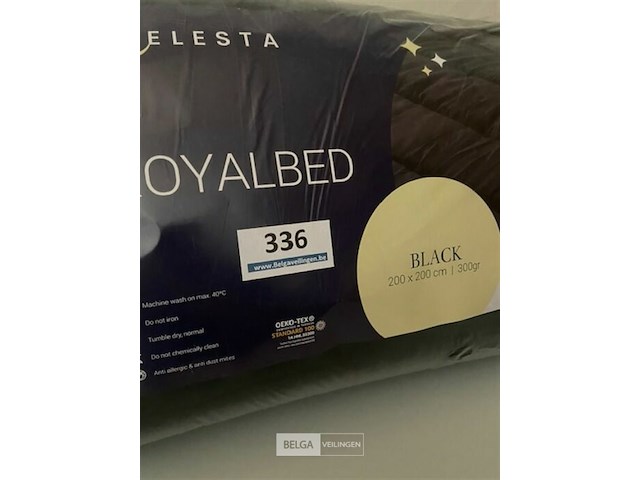 ELESTA
OYALBED
336
www.Belgaveilingen.be
BLACK
200 x 200 cm | 300gr
Machine wash on max. 40°C
Do not iron
Tumble dry, normal
Do not chemically clean
Anti allergic & anti dust mites
OEKO-TEX®
STANDARD 100
BELGA VEILINGEN